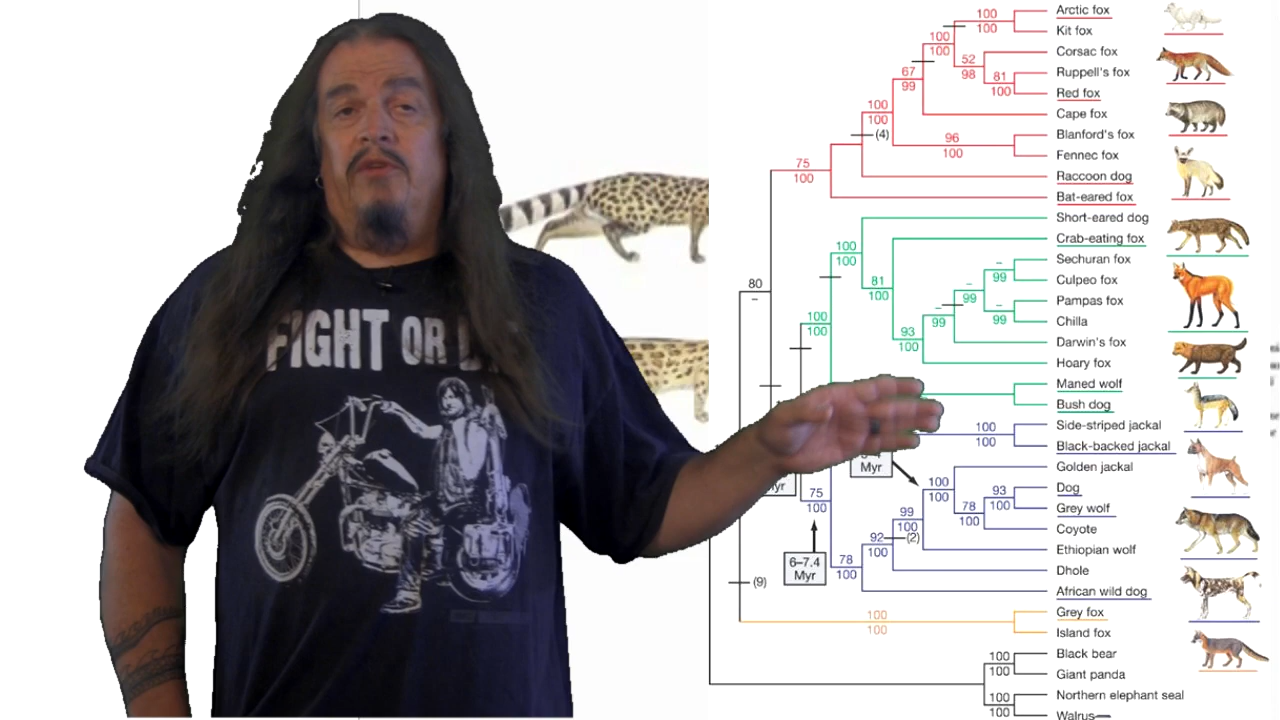 FIGHT OR
100
100
Arctic fox
Kit fox
100
100
Corsac fox
52
98
Ruppell's fox
81
100
Red fox
67
99
Cape fox
100
100
(4)
Blanford's fox
96
100
Fennec fox
75
100
Raccoon dog
Bat-eared fox
Short-eared dog
100
100
Crab-eating fox
81
100
Sechuran fox
–
99
Culpeo fox
–
99
Pampas fox
–
99
Chilla
80
–
–
99
Darwin's fox
100
100
93
100
Hoary fox
Maned wolf
Bush dog
Side-striped jackal
100
100
Black-backed jackal
Myr
Myr
Golden jackal
100
100
Dog
93
100
75
100
Grey wolf
78
100
99
100
Coyote
92
100
(2)
Ethiopian wolf
6–7.4
Myr
78
100
Dhole
(9)
African wild dog
Grey fox
100
100
Island fox
Black bear
100
100
Giant panda
Northern elephant seal
100
100
Walrus